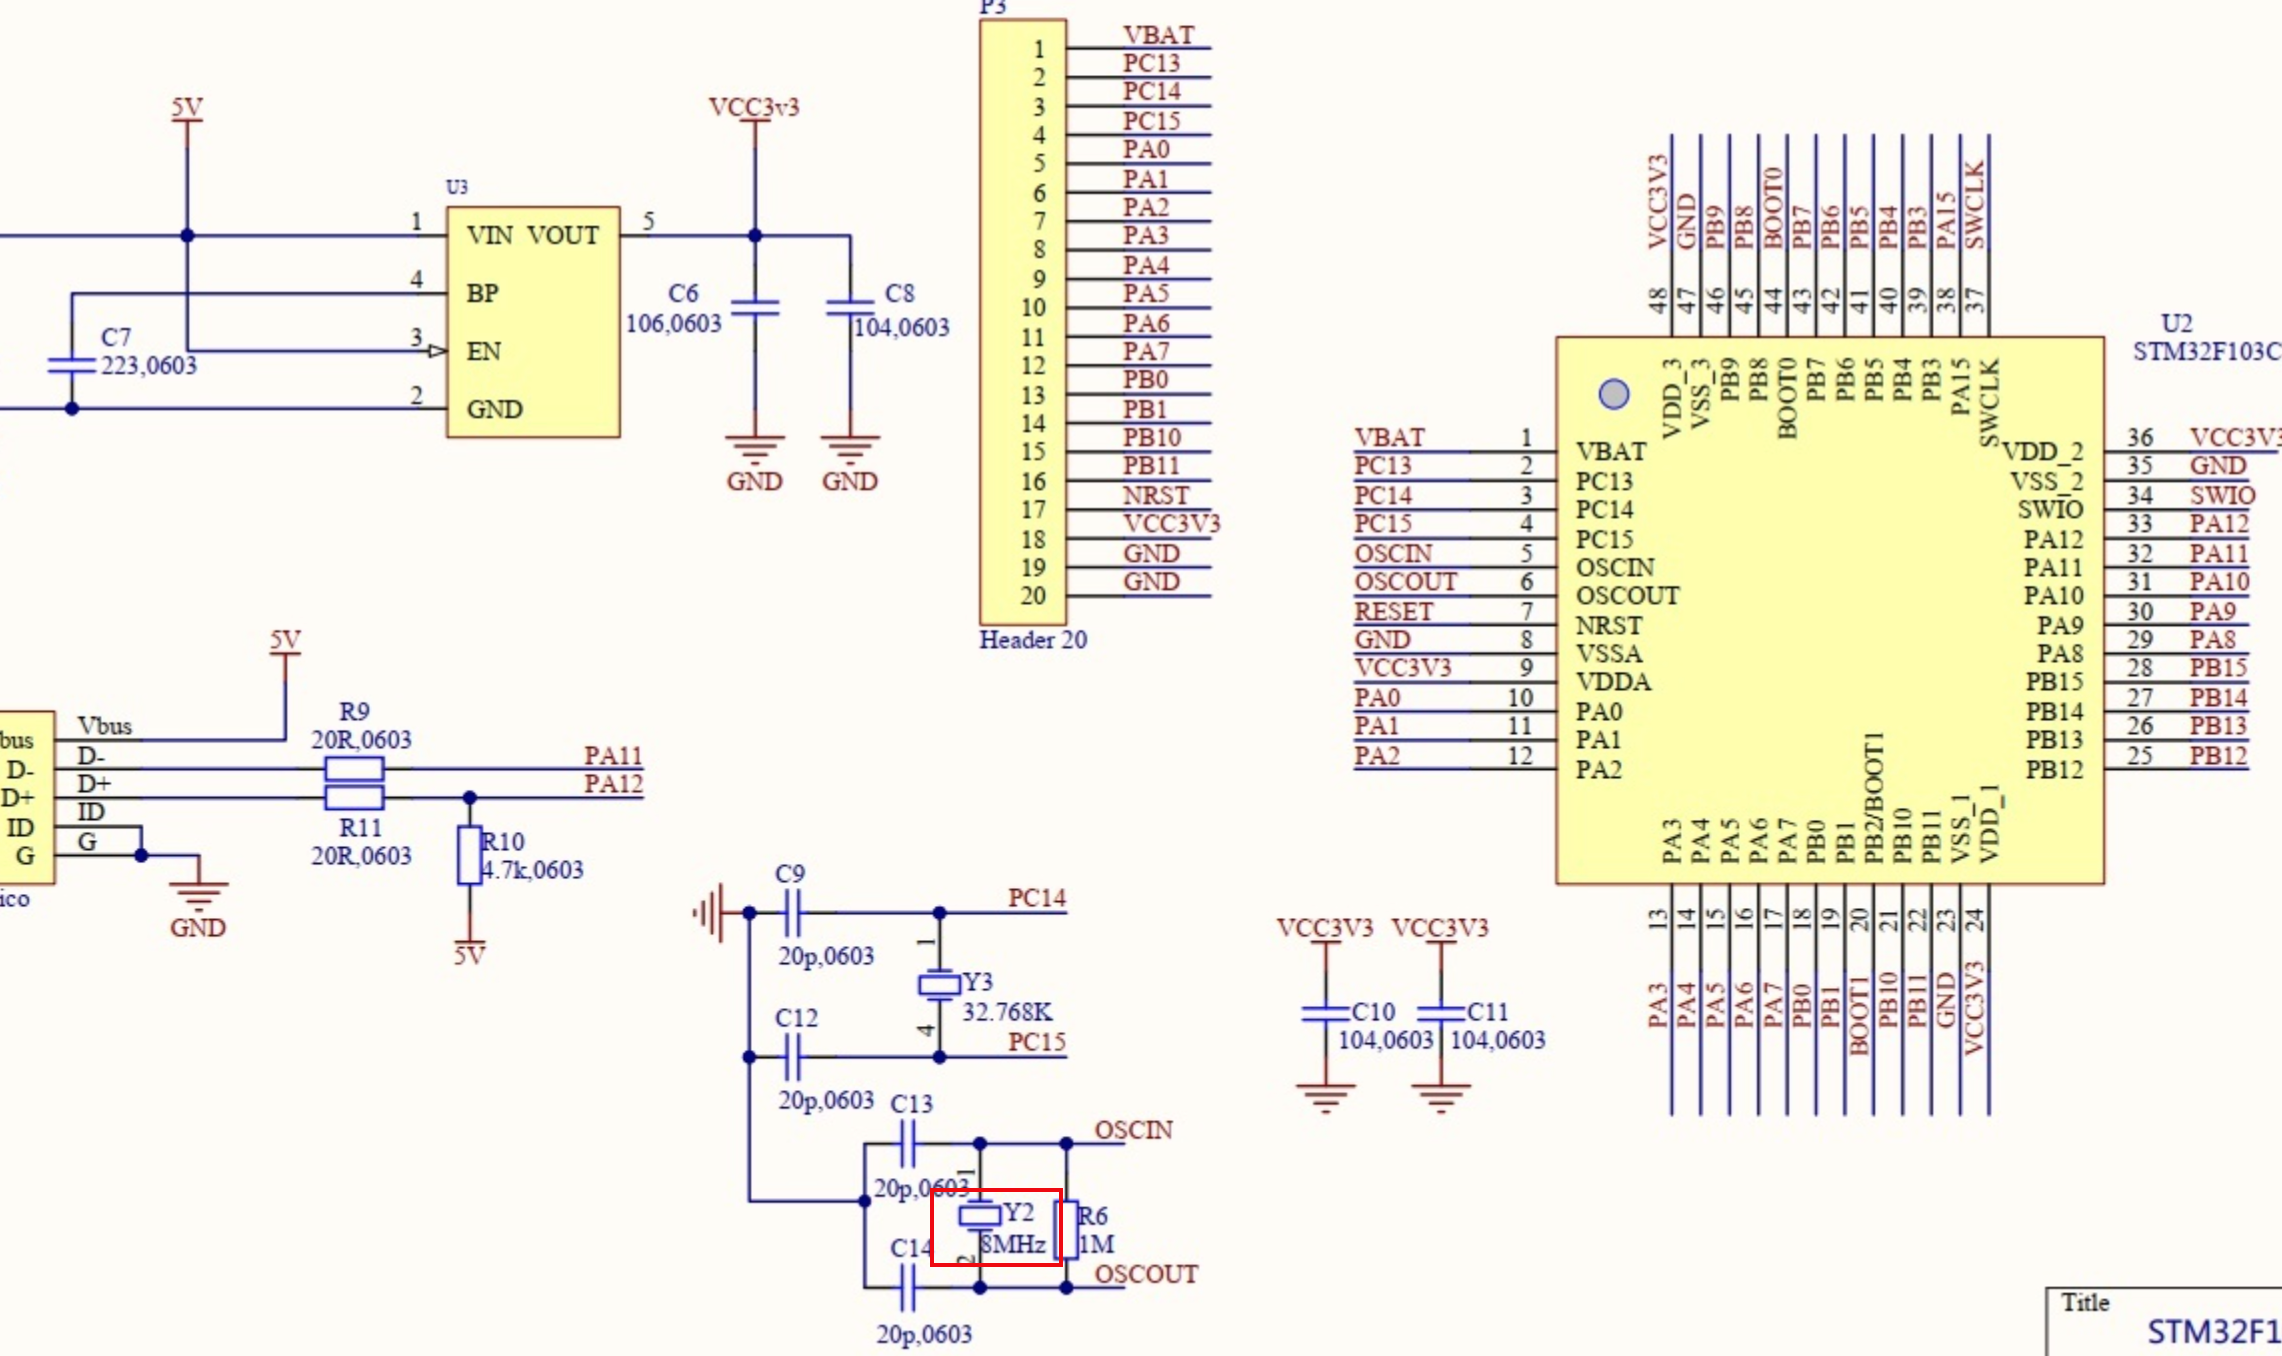 P3
1 VBAT
2 PC13
3 PC14
4 PC15
5 PA0
6 PA1
7 PA2
8 PA3
9 PA4
10 PA5
11 PA6
12 PA7
13 PB0
14 PB1
15 PB10
16 PB11
17 NRST
18 VCC3V3
19 GND
20 GND
Header 20
5V
U3
1 VIN VOUT 5
4 BP
3 EN
2 GND
C7
223,0603
VCC3v3
C6
106,0603
C8
104,0603
GND GND
5V
bus Vbus
D- D-
D+ D+
ID ID
G G
ico
GND
R9
20R,0603
PA11
PA12
R11
20R,0603
R10
4.7k,0603
5V
C9
20p,0603
PC14
1
Y3
32.768K
4
C12
20p,0603
PC15
C13
20p,0603
OSCIN
1
Y2
8MHz
2
R6
1M
C14
20p,0603
OSCOUT
VCC3V3 VCC3V3
C10
104,0603
C11
104,0603
U2
STM32F103C
VCC3V3 GND PB9 PB8 BOOT0 PB7 PB6 PB5 PB4 PB3 PA15 SWCLK
48 47 46 45 44 43 42 41 40 39 38 37
VDD_3 VSS_3 PB9 PB8 BOOT0 PB7 PB6 PB5 PB4 PB3 PA15 SWCLK
VBAT 1 VBAT
PC13 2 PC13
PC14 3 PC14
PC15 4 PC15
OSCIN 5 OSCIN
OSCOUT 6 OSCOUT
RESET 7 NRST
GND 8 VSSA
VCC3V3 9 VDDA
PA0 10 PA0
PA1 11 PA1
PA2 12 PA2
VDD_2 36 VCC3V3
VSS_2 35 GND
SWIO 34 SWIO
PA12 33 PA12
PA11 32 PA11
PA10 31 PA10
PA9 30 PA9
PA8 29 PA8
PB15 28 PB15
PB14 27 PB14
PB13 26 PB13
PB12 25 PB12
PA3 PA4 PA5 PA6 PA7 PB0 PB1 PB2/BOOT1 PB10 PB11 VSS_1 VDD_1
13 14 15 16 17 18 19 20 21 22 23 24
PA3 PA4 PA5 PA6 PA7 PB0 PB1 BOOT1 PB10 PB11 GND VCC3V3
Title
STM32F1